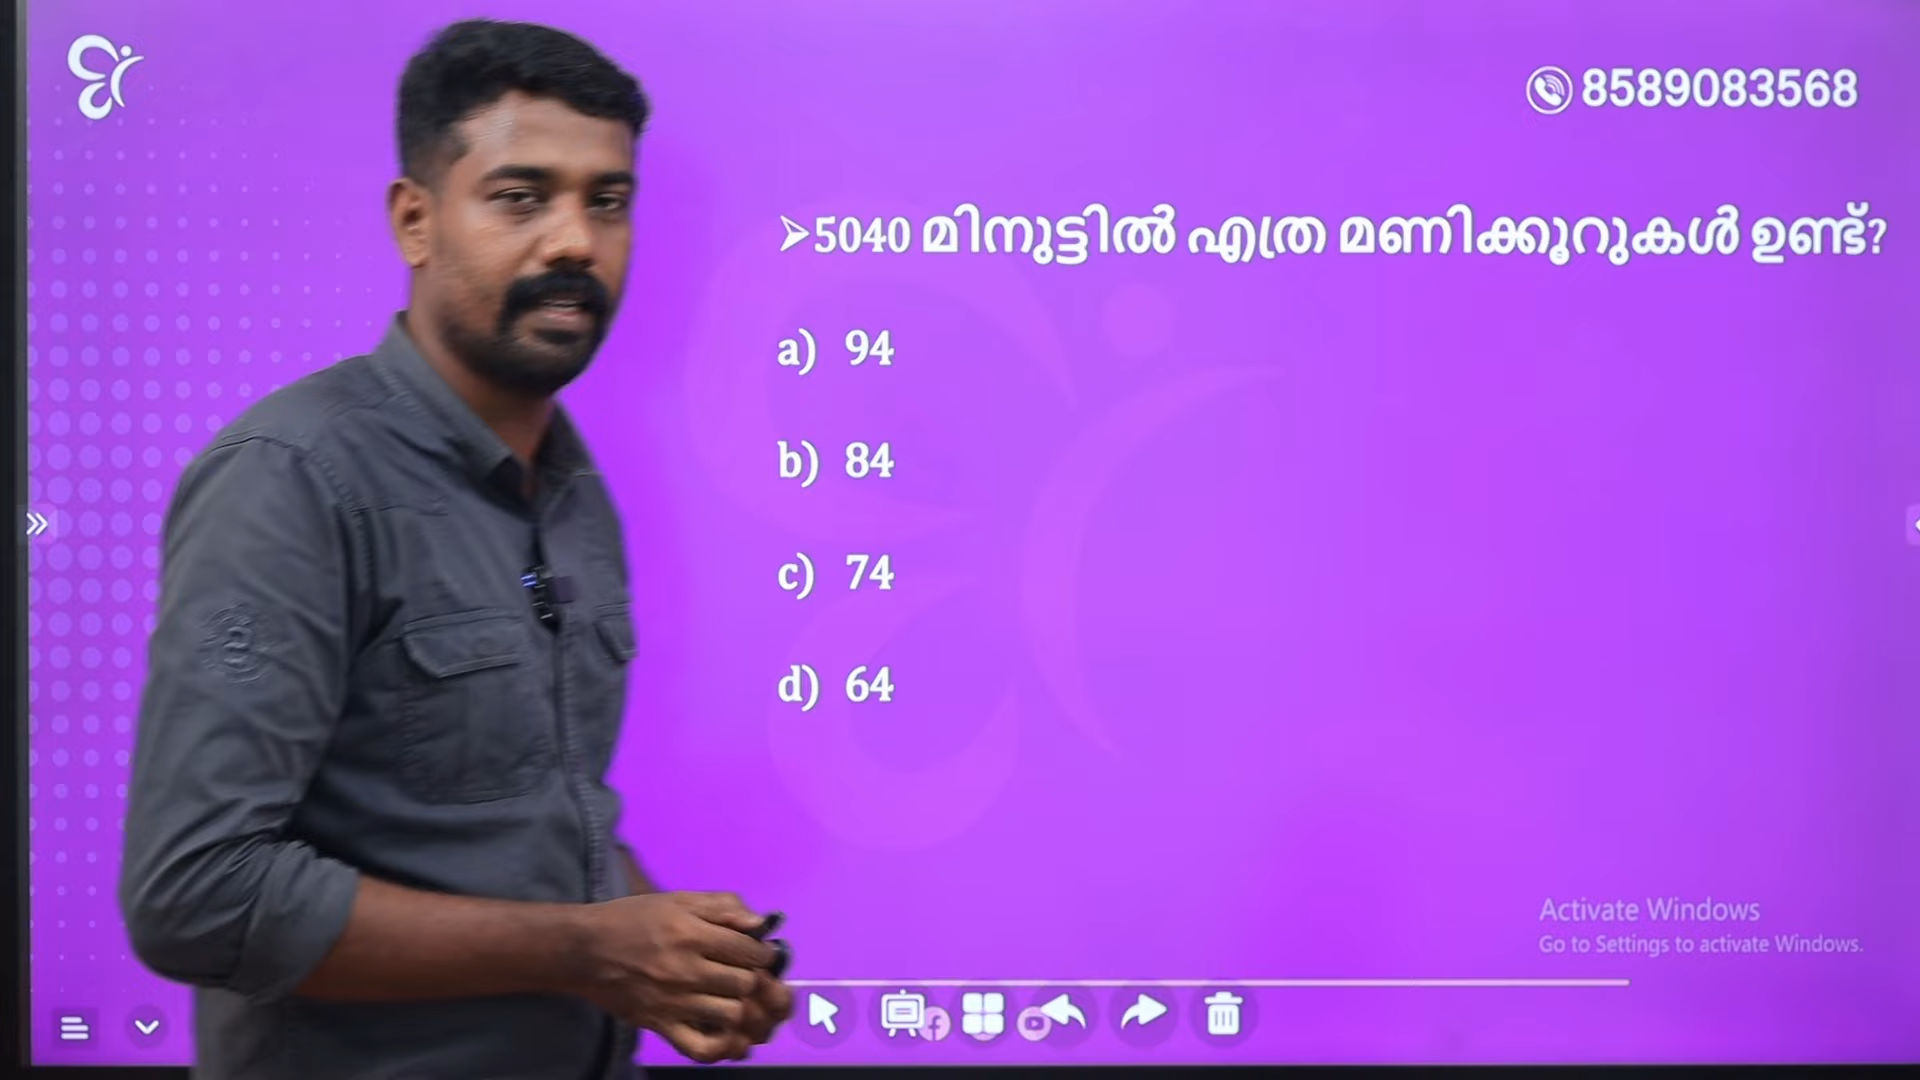 8589083568
➢5040 മിനുട്ടിൽ എത്ര മണിക്കൂറുകൾ ഉണ്ട്?
a) 94
b) 84
c) 74
d) 64
Activate Windows
Go to Settings to activate Windows.